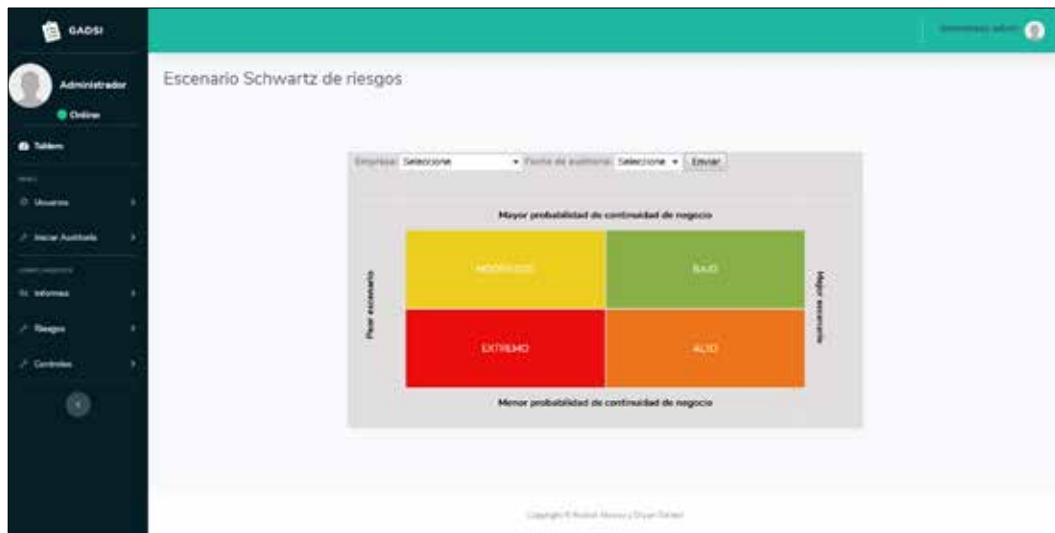 GADSI
Administrador
Online
Tablero
Usuarios
Iniciar Auditoría
Informes
Riesgos
Controles
Escenario Schwartz de riesgos
Empresa: Seleccione Fecha de auditoría: Seleccione Enviar
Mayor probabilidad de continuidad de negocio
Peor escenario
MODERADO
BAJO
Mejor escenario
EXTREMO
ALTO
Menor probabilidad de continuidad de negocio
Copyright ©